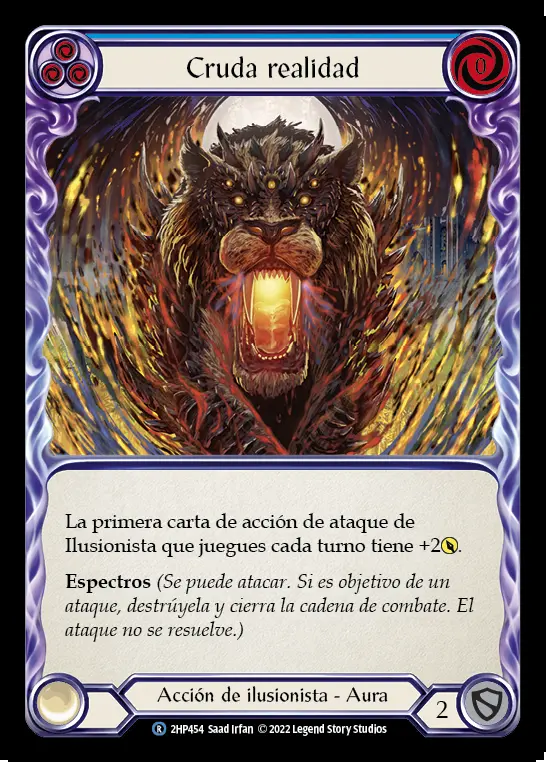 Cruda realidad
0
La primera carta de acción de ataque de
Ilusionista que juegues cada turno tiene +2.
Espectros (Se puede atacar. Si es objetivo de un
ataque, destrúyela y cierra la cadena de combate. El
ataque no se resuelve.)
Acción de ilusionista - Aura
2
R 2HP454 Saad Irfan © 2022 Legend Story Studios